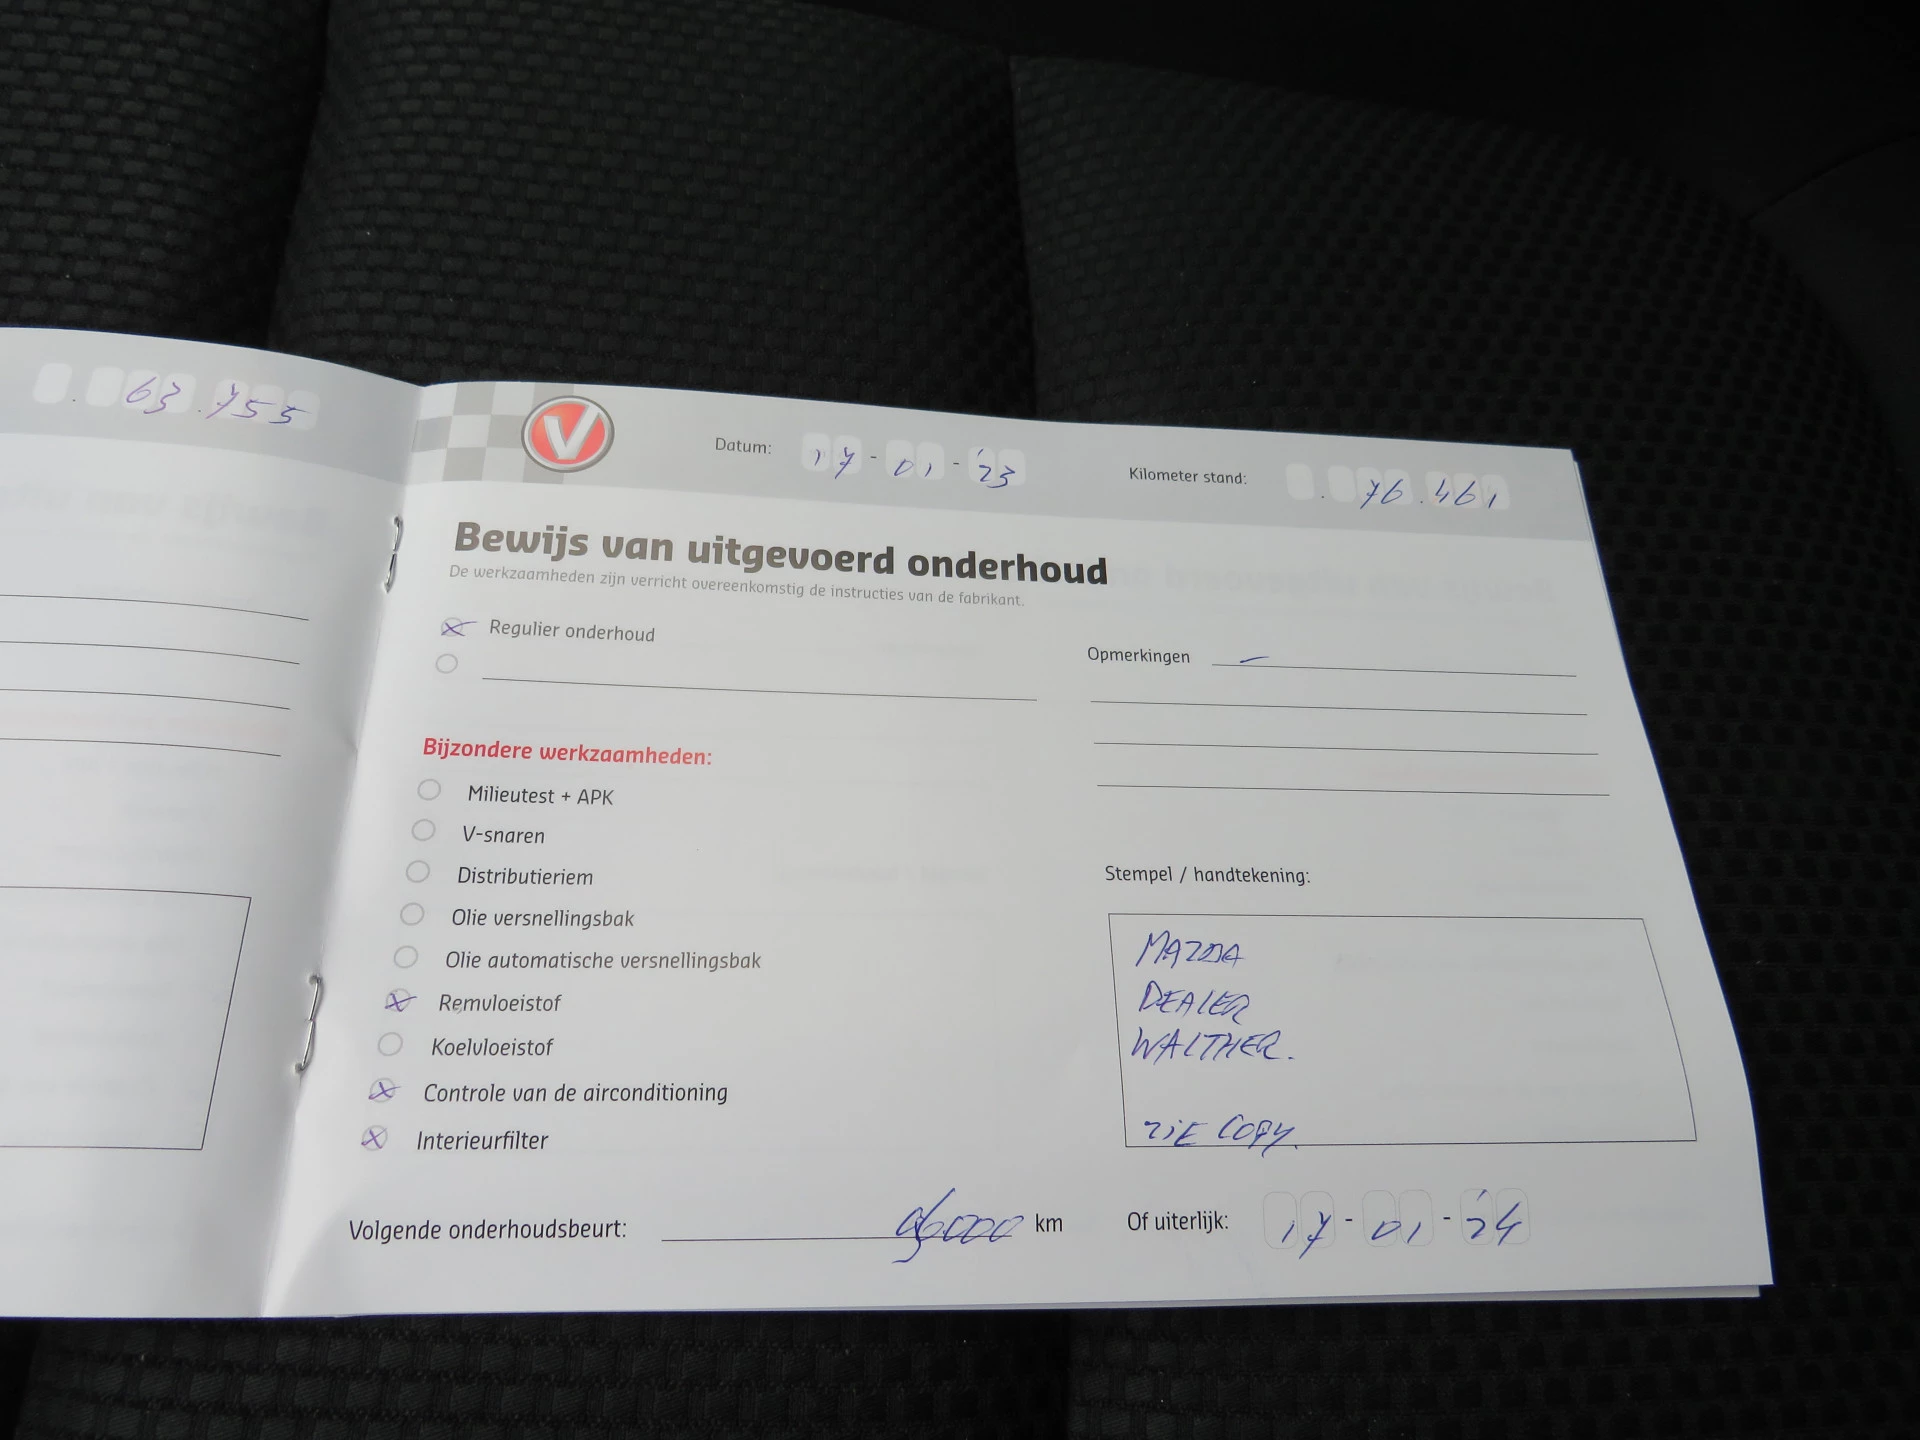 63.755
V
Datum: 17-01-'23
Kilometer stand: 76.461
Bewijs van uitgevoerd onderhoud
De werkzaamheden zijn verricht overeenkomstig de instructies van de fabrikant.
Regulier onderhoud
Opmerkingen –
Bijzondere werkzaamheden:
Milieutest + APK
V-snaren
Distributieriem
Olie versnellingsbak
Olie automatische versnellingsbak
Remvloeistof
Koelvloeistof
Controle van de airconditioning
Interieurfilter
Stempel / handtekening:
MAZDA
DEALER
WALTHER.
ZIE COPY.
Volgende onderhoudsbeurt: km
Of uiterlijk: 17-01-'24